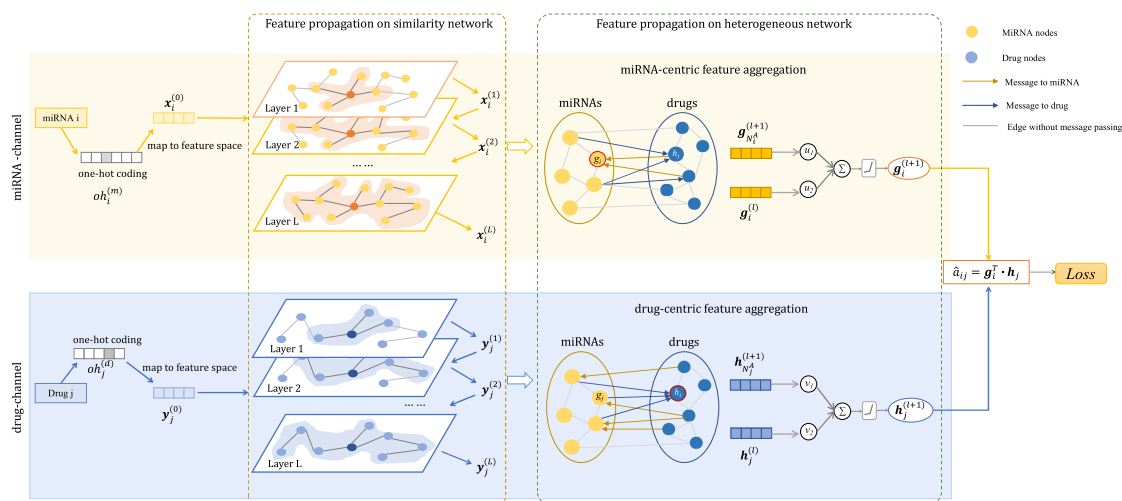 Feature propagation on similarity network
Feature propagation on heterogeneous network
MiRNA nodes
Drug nodes
Message to miRNA
Message to drug
Edge without message passing
miRNA -channel
miRNA i
one-hot coding
oh_i^{(m)}
x_i^{(0)}
map to feature space
Layer 1
Layer 2
... ...
Layer L
x_i^{(1)}
x_i^{(2)}
x_i^{(L)}
miRNA-centric feature aggregation
miRNAs
drugs
g_i
h_j
g_{N_i^A}^{(l+1)}
g_i^{(l)}
u_1
u_2
Σ
g_i^{(l+1)}
â_{ij} = g_i^T · h_j
Loss
drug-channel
one-hot coding
oh_j^{(d)}
Drug j
map to feature space
y_j^{(0)}
Layer 1
Layer 2
... ...
Layer L
y_j^{(1)}
y_j^{(2)}
y_j^{(L)}
drug-centric feature aggregation
miRNAs
drugs
h_{N_j^A}^{(l+1)}
h_j^{(l)}
v_1
v_2
Σ
h_j^{(l+1)}